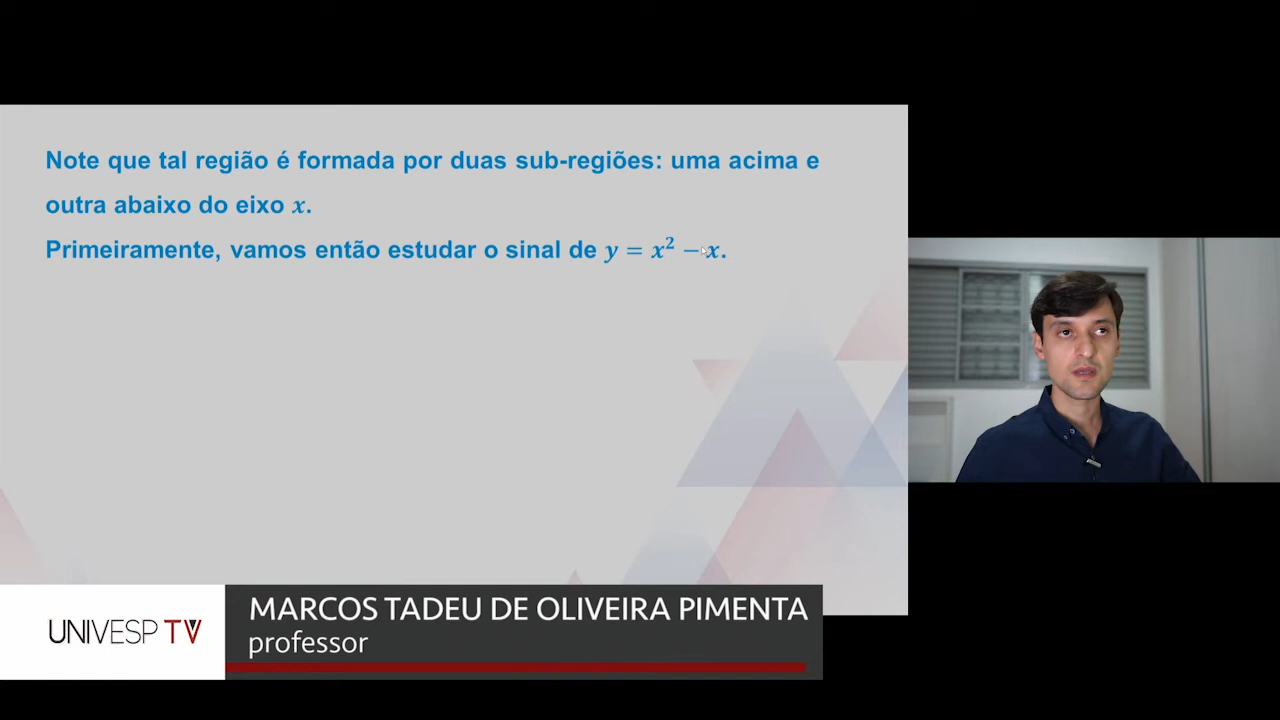 Note que tal região é formada por duas sub-regiões: uma acima e
outra abaixo do eixo x.
Primeiramente, vamos então estudar o sinal de y = x² − x.
MARCOS TADEU DE OLIVEIRA PIMENTA
UNIVESP TV
professor